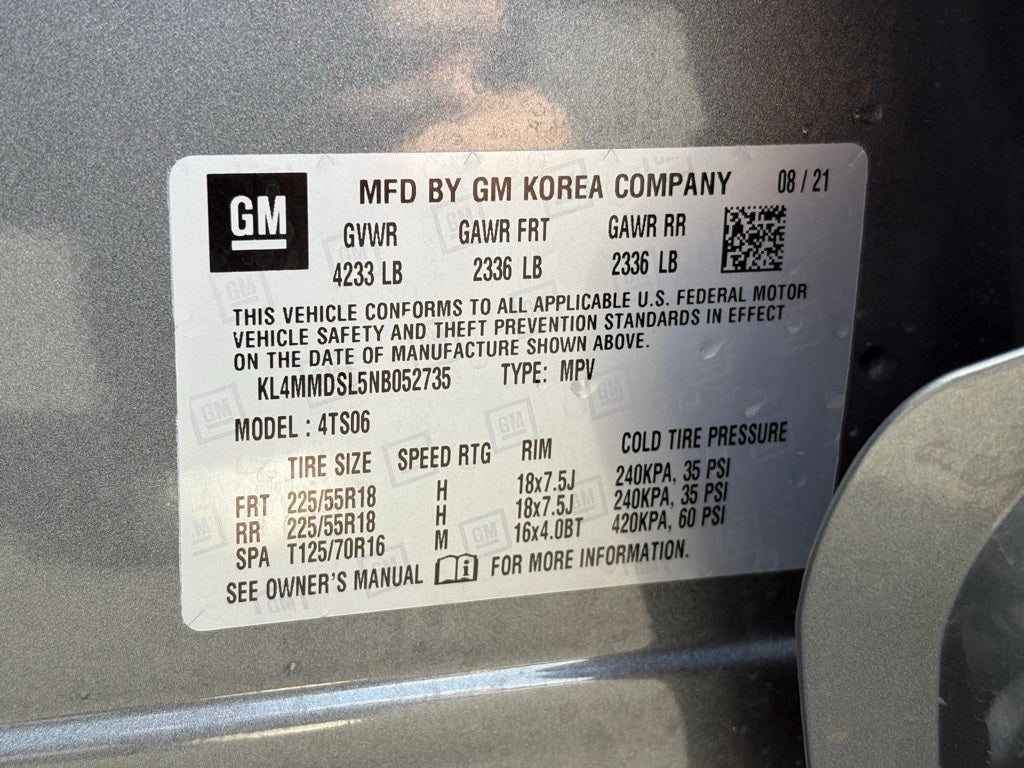 GM
MFD BY GM KOREA COMPANY 08 / 21
GVWR GAWR FRT GAWR RR
4233 LB 2336 LB 2336 LB
THIS VEHICLE CONFORMS TO ALL APPLICABLE U.S. FEDERAL MOTOR
VEHICLE SAFETY AND THEFT PREVENTION STANDARDS IN EFFECT
ON THE DATE OF MANUFACTURE SHOWN ABOVE.
KL4MMDSL5NB052735 TYPE: MPV
MODEL : 4TS06
TIRE SIZE SPEED RTG RIM COLD TIRE PRESSURE
FRT 225/55R18 H 18x7.5J 240KPA, 35 PSI
RR 225/55R18 H 18x7.5J 240KPA, 35 PSI
SPA T125/70R16 M 16x4.0BT 420KPA, 60 PSI
SEE OWNER'S MANUAL FOR MORE INFORMATION.